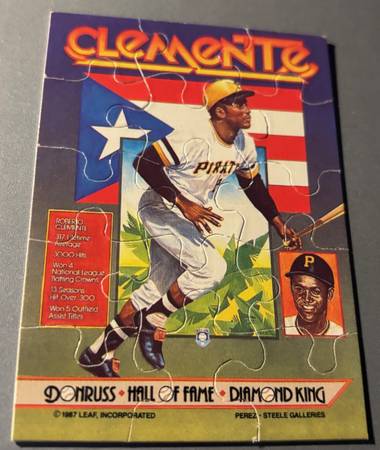 CLEMENTE
PIRAT
P
ROBERTO
CLEMENTE
.317 Lifetime
Average
3000 Hits
Won 4
National League
Batting Crowns
13 Seasons
Hit Over .300
Won 5 Outfield
Assist Titles
DONRUSS • HALL OF FAME • DIAMOND KING
© 1987 LEAF, INCORPORATED
PEREZ - STEELE GALLERIES